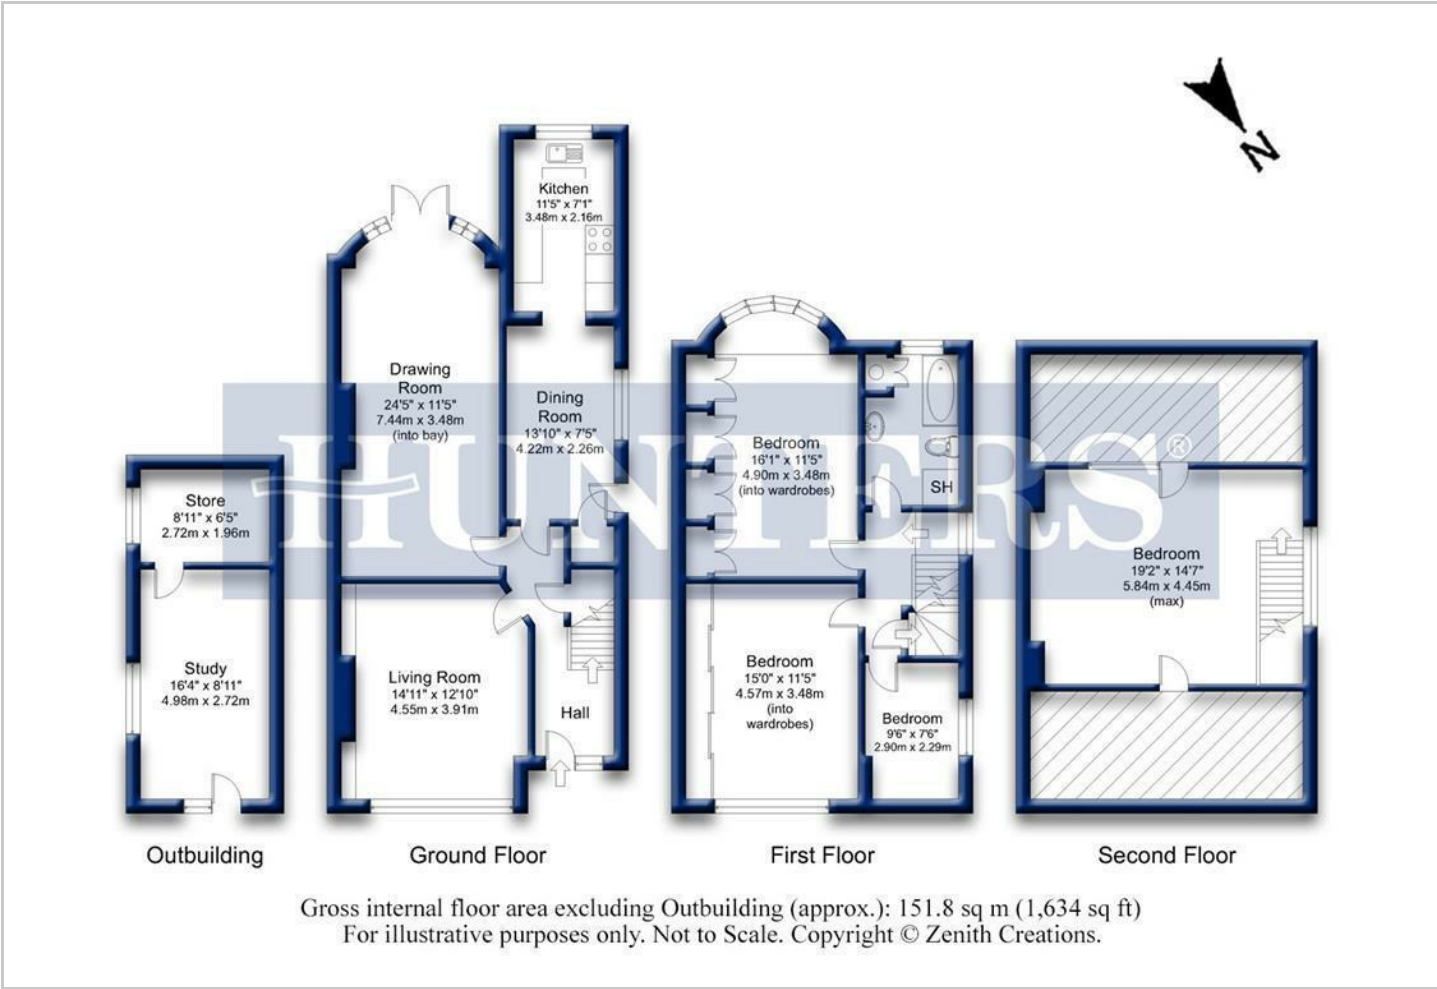 N
Kitchen
11'5" x 7'1"
3.48m x 2.16m
Drawing
Room
24'5" x 11'5"
7.44m x 3.48m
(into bay)
Dining
Room
13'10" x 7'5"
4.22m x 2.26m
Living Room
14'11" x 12'10"
4.55m x 3.91m
Hall
Store
8'11" x 6'5"
2.72m x 1.96m
Study
16'4" x 8'11"
4.98m x 2.72m
Bedroom
16'1" x 11'5"
4.90m x 3.48m
(into wardrobes)
SH
Bedroom
15'0" x 11'5"
4.57m x 3.48m
(into
wardrobes)
Bedroom
9'6" x 7'6"
2.90m x 2.29m
Bedroom
19'2" x 14'7"
5.84m x 4.45m
(max)
HUNTERS®
Outbuilding
Ground Floor
First Floor
Second Floor
Gross internal floor area excluding Outbuilding (approx.): 151.8 sq m (1,634 sq ft)
For illustrative purposes only. Not to Scale. Copyright © Zenith Creations.